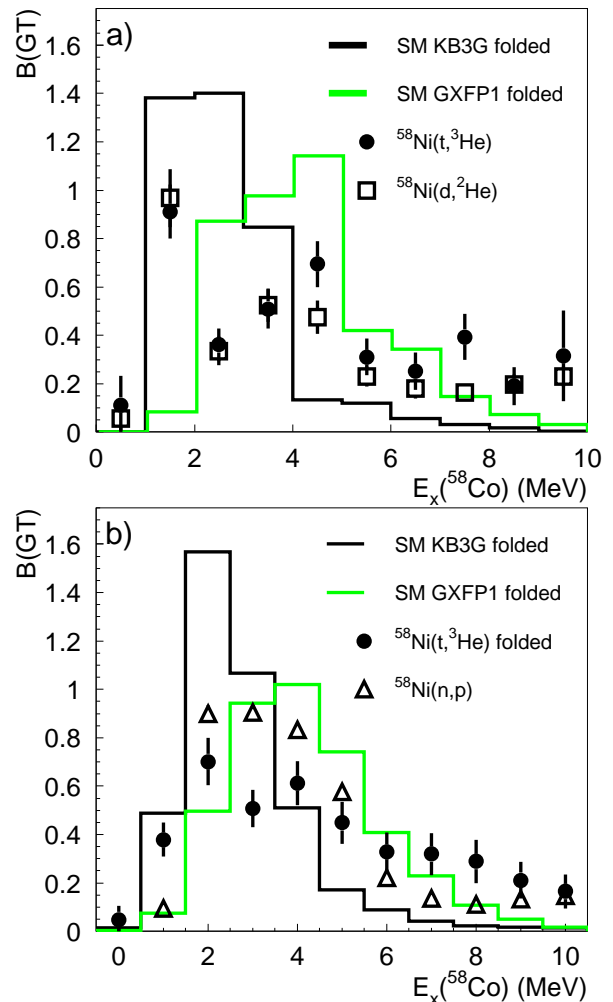 a)
B(GT)
1.6
1.4
1.2
1
0.8
0.6
0.4
0.2
0
SM KB3G folded
SM GXFP1 folded
⁵⁸Ni(t,³He)
⁵⁸Ni(d,²He)
0 2 4 6 8 10
Eₓ(⁵⁸Co) (MeV)
b)
B(GT)
1.6
1.4
1.2
1
0.8
0.6
0.4
0.2
0
SM KB3G folded
SM GXFP1 folded
⁵⁸Ni(t,³He) folded
⁵⁸Ni(n,p)
0 2 4 6 8 10
Eₓ(⁵⁸Co) (MeV)